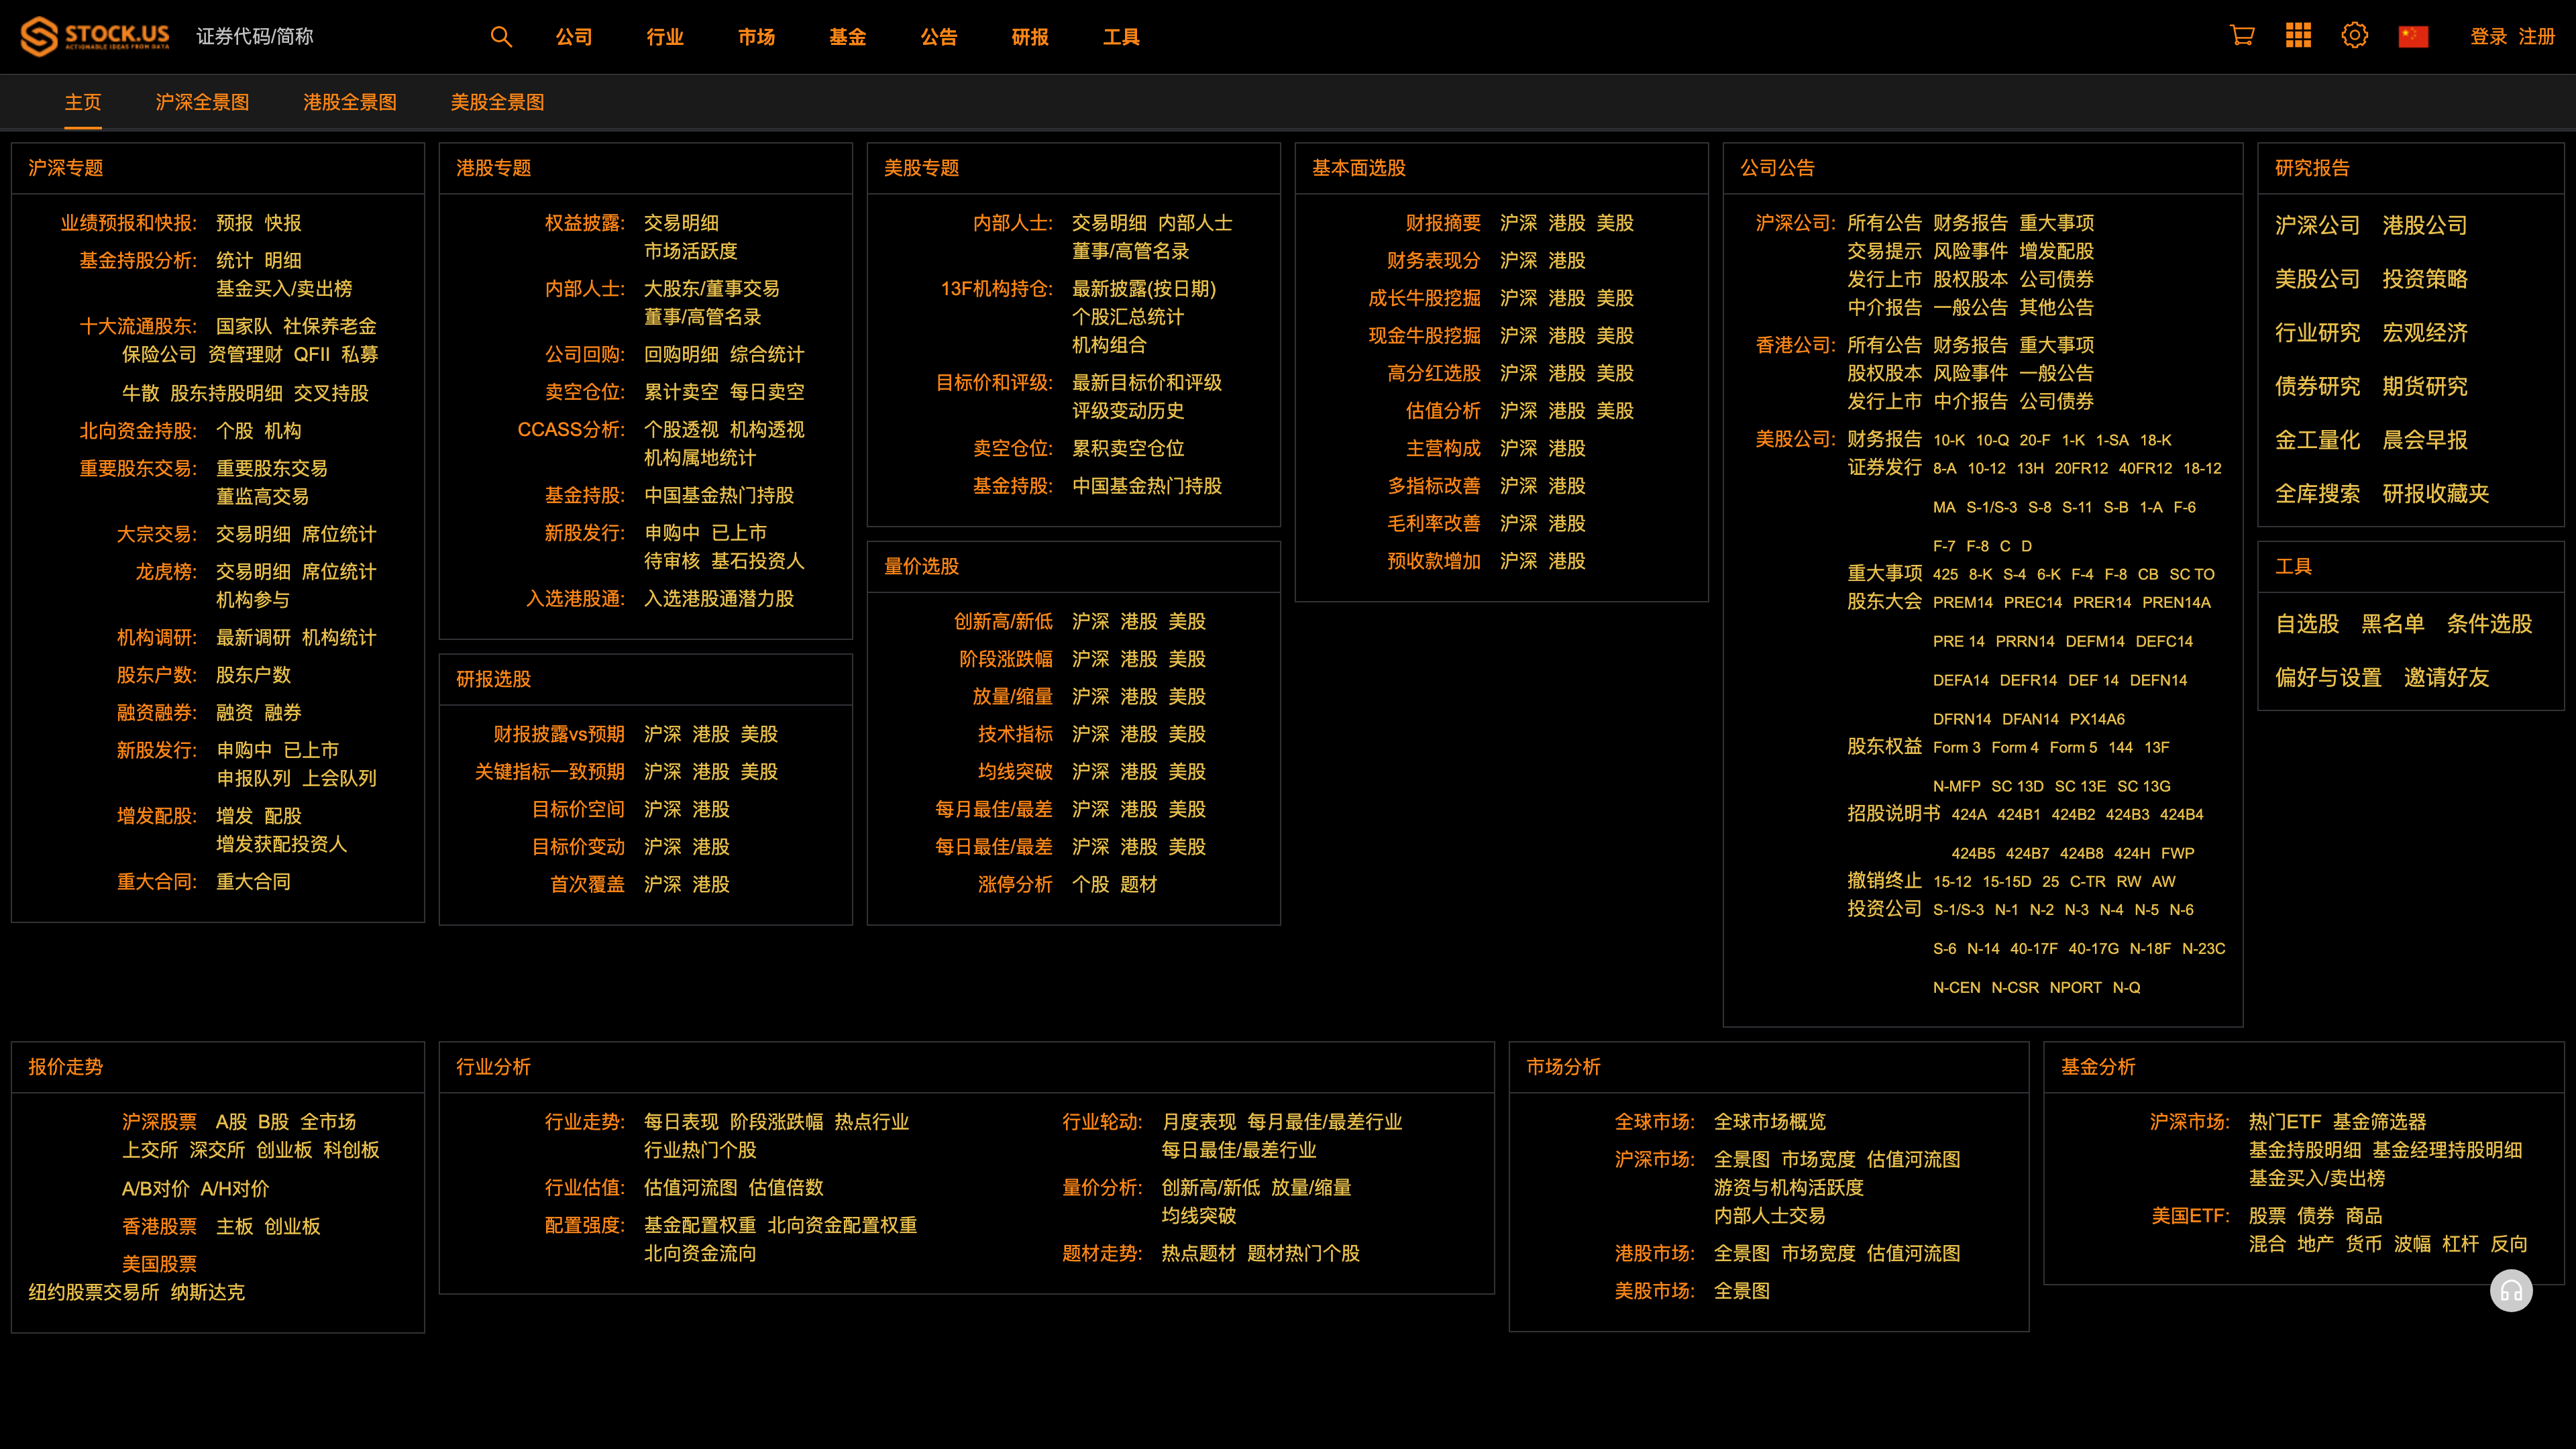 STOCK.US
ACTIONABLE IDEAS FROM DATA
证券代码/简称
公司 行业 市场 基金 公告 研报 工具
登录 注册
主页 沪深全景图 港股全景图 美股全景图
沪深专题
业绩预报和快报: 预报 快报
基金持股分析: 统计 明细
基金买入/卖出榜
十大流通股东: 国家队 社保养老金
保险公司 资管理财 QFII 私募
牛散 股东持股明细 交叉持股
北向资金持股: 个股 机构
重要股东交易: 重要股东交易
董监高交易
大宗交易: 交易明细 席位统计
龙虎榜: 交易明细 席位统计
机构参与
机构调研: 最新调研 机构统计
股东户数: 股东户数
融资融券: 融资 融券
新股发行: 申购中 已上市
申报队列 上会队列
增发配股: 增发 配股
增发获配投资人
重大合同: 重大合同
港股专题
权益披露: 交易明细
市场活跃度
内部人士: 大股东/董事交易
董事/高管名录
公司回购: 回购明细 综合统计
卖空仓位: 累计卖空 每日卖空
CCASS分析: 个股透视 机构透视
机构属地统计
基金持股: 中国基金热门持股
新股发行: 申购中 已上市
待审核 基石投资人
入选港股通: 入选港股通潜力股
研报选股
财报披露vs预期 沪深 港股 美股
关键指标一致预期 沪深 港股 美股
目标价空间 沪深 港股
目标价变动 沪深 港股
首次覆盖 沪深 港股
美股专题
内部人士: 交易明细 内部人士
董事/高管名录
13F机构持仓: 最新披露(按日期)
个股汇总统计
机构组合
目标价和评级: 最新目标价和评级
评级变动历史
卖空仓位: 累积卖空仓位
基金持股: 中国基金热门持股
量价选股
创新高/新低 沪深 港股 美股
阶段涨跌幅 沪深 港股 美股
放量/缩量 沪深 港股 美股
技术指标 沪深 港股 美股
均线突破 沪深 港股 美股
每月最佳/最差 沪深 港股 美股
每日最佳/最差 沪深 港股 美股
涨停分析 个股 题材
基本面选股
财报摘要 沪深 港股 美股
财务表现分 沪深 港股
成长牛股挖掘 沪深 港股 美股
现金牛股挖掘 沪深 港股 美股
高分红选股 沪深 港股 美股
估值分析 沪深 港股 美股
主营构成 沪深 港股
多指标改善 沪深 港股
毛利率改善 沪深 港股
预收款增加 沪深 港股
公司公告
沪深公司: 所有公告 财务报告 重大事项
交易提示 风险事件 增发配股
发行上市 股权股本 公司债券
中介报告 一般公告 其他公告
香港公司: 所有公告 财务报告 重大事项
股权股本 风险事件 一般公告
发行上市 中介报告 公司债券
美股公司: 财务报告 10-K 10-Q 20-F 1-K 1-SA 18-K
证券发行 8-A 10-12 13H 20FR12 40FR12 18-12
MA S-1/S-3 S-8 S-11 S-B 1-A F-6
F-7 F-8 C D
重大事项 425 8-K S-4 6-K F-4 F-8 CB SC TO
股东大会 PREM14 PREC14 PRER14 PREN14A
PRE 14 PRRN14 DEFM14 DEFC14
DEFA14 DEFR14 DEF 14 DEFN14
DFRN14 DFAN14 PX14A6
股东权益 Form 3 Form 4 Form 5 144 13F
N-MFP SC 13D SC 13E SC 13G
招股说明书 424A 424B1 424B2 424B3 424B4
424B5 424B7 424B8 424H FWP
撤销终止 15-12 15-15D 25 C-TR RW AW
投资公司 S-1/S-3 N-1 N-2 N-3 N-4 N-5 N-6
S-6 N-14 40-17F 40-17G N-18F N-23C
N-CEN N-CSR NPORT N-Q
研究报告
沪深公司 港股公司
美股公司 投资策略
行业研究 宏观经济
债券研究 期货研究
金工量化 晨会早报
全库搜索 研报收藏夹
工具
自选股 黑名单 条件选股
偏好与设置 邀请好友
报价走势
沪深股票 A股 B股 全市场
上交所 深交所 创业板 科创板
A/B对价 A/H对价
香港股票 主板 创业板
美国股票
纽约股票交易所 纳斯达克
行业分析
行业走势: 每日表现 阶段涨跌幅 热点行业
行业热门个股
行业估值: 估值河流图 估值倍数
配置强度: 基金配置权重 北向资金配置权重
北向资金流向
行业轮动: 月度表现 每月最佳/最差行业
每日最佳/最差行业
量价分析: 创新高/新低 放量/缩量
均线突破
题材走势: 热点题材 题材热门个股
市场分析
全球市场: 全球市场概览
沪深市场: 全景图 市场宽度 估值河流图
游资与机构活跃度
内部人士交易
港股市场: 全景图 市场宽度 估值河流图
美股市场: 全景图
基金分析
沪深市场: 热门ETF 基金筛选器
基金持股明细 基金经理持股明细
基金买入/卖出榜
美国ETF: 股票 债券 商品
混合 地产 货币 波幅 杠杆 反向